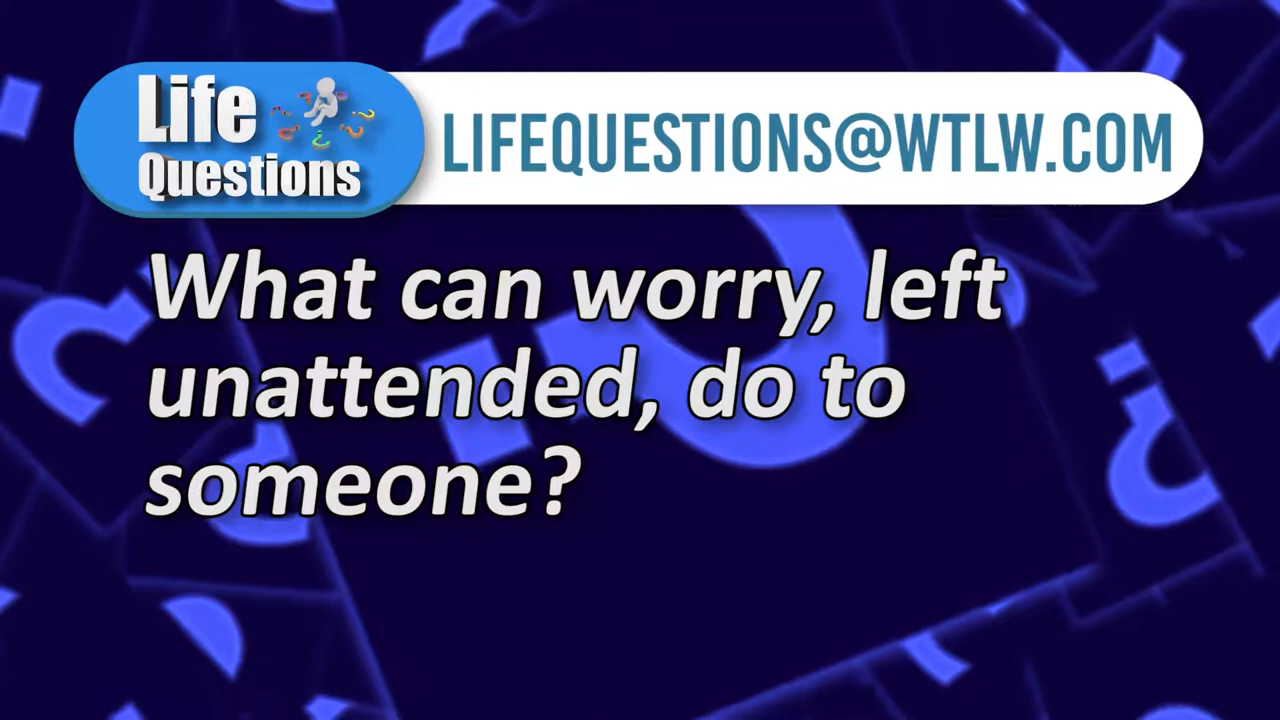 Life
Questions
LIFEQUESTIONS@WTLW.COM
What can worry, left
unattended, do to
someone?